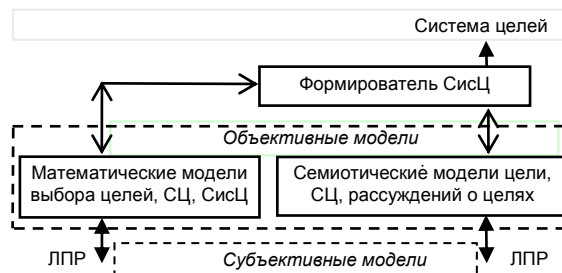 Система целей
Формирователь СисЦ
Объективные модели
Математические модели
выбора целей, СЦ, СисЦ
Семиотические модели цели,
СЦ, рассуждений о целях
ЛПР
Субъективные модели
ЛПР